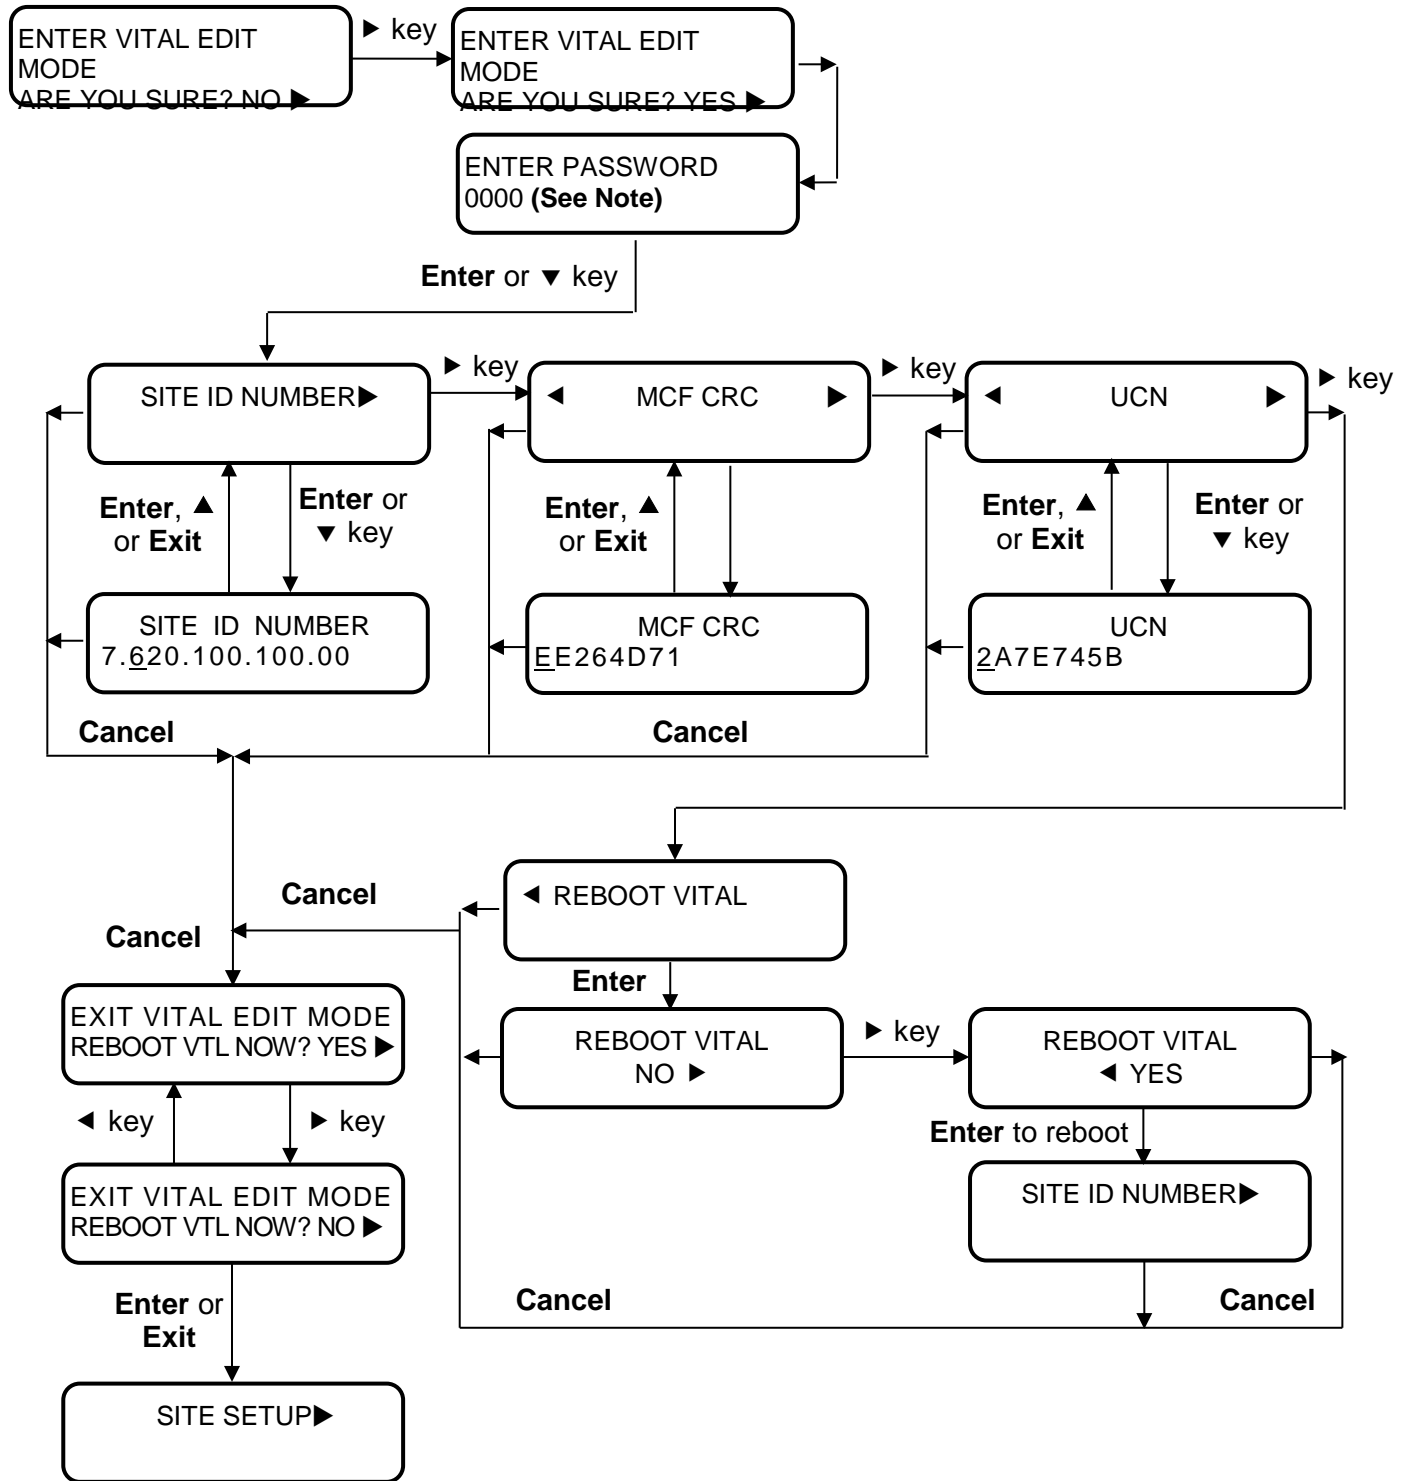 ENTER VITAL EDIT
MODE
ARE YOU SURE? NO ▶
▶ key
ENTER VITAL EDIT
MODE
ARE YOU SURE? YES ▶
ENTER PASSWORD
0000 (See Note)
Enter or ▼ key
SITE ID NUMBER▶
▶ key
◀ MCF CRC ▶
▶ key
◀ UCN ▶
▶ key
Enter, ▲
or Exit
Enter or
▼ key
Enter, ▲
or Exit
Enter, ▲
or Exit
Enter or
▼ key
SITE ID NUMBER
7.620.100.100.00
MCF CRC
EE264D71
UCN
2A7E745B
Cancel
Cancel
◀ REBOOT VITAL
Cancel
Cancel
Enter
EXIT VITAL EDIT MODE
REBOOT VTL NOW? YES ▶
REBOOT VITAL
NO ▶
▶ key
REBOOT VITAL
◀ YES
◀ key
▶ key
Enter to reboot
EXIT VITAL EDIT MODE
REBOOT VTL NOW? NO ▶
SITE ID NUMBER▶
Enter or
Exit
Cancel
Cancel
SITE SETUP▶